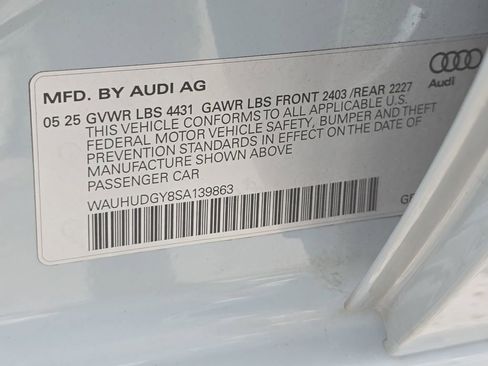 MFD. BY AUDI AG
Audi
05 25 GVWR LBS 4431 GAWR LBS FRONT 2403 /REAR 2227
THIS VEHICLE CONFORMS TO ALL APPLICABLE U.S.
FEDERAL MOTOR VEHICLE SAFETY, BUMPER AND THEFT
PREVENTION STANDARDS IN EFFECT ON THE DATE OF
MANUFACTURE SHOWN ABOVE
PASSENGER CAR
WAUHUDGY8SA139863